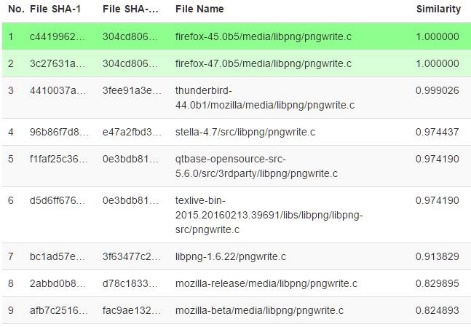 No. File SHA-1 File SHA-... File Name Similarity
1 c4419962... 304cd806... firefox-45.0b5/media/libpng/pngwrite.c 1.000000
2 3c27631a... 304cd806... firefox-47.0b5/media/libpng/pngwrite.c 1.000000
3 4410037a... 3fee91a3e... thunderbird- 0.999026
44.0b1/mozilla/media/libpng/pngwrite.c
4 96b86f7d8... e47a2fbd3... stella-4.7/src/libpng/pngwrite.c 0.974437
5 f1faf25c36... 0e3bdb81... qtbase-opensource-src- 0.974190
5.6.0/src/3rdparty/libpng/pngwrite.c
6 d5d6ff676... 0e3bdb81... texlive-bin- 0.974190
2015.20160213.39691/libs/libpng/libpng-
src/pngwrite.c
7 bc1ad57e... 3f63477c2... libpng-1.6.22/pngwrite.c 0.913829
8 2abbd0b8... d78c1833... mozilla-release/media/libpng/pngwrite.c 0.829895
9 afb7c2516... fac9ae132... mozilla-beta/media/libpng/pngwrite.c 0.824893